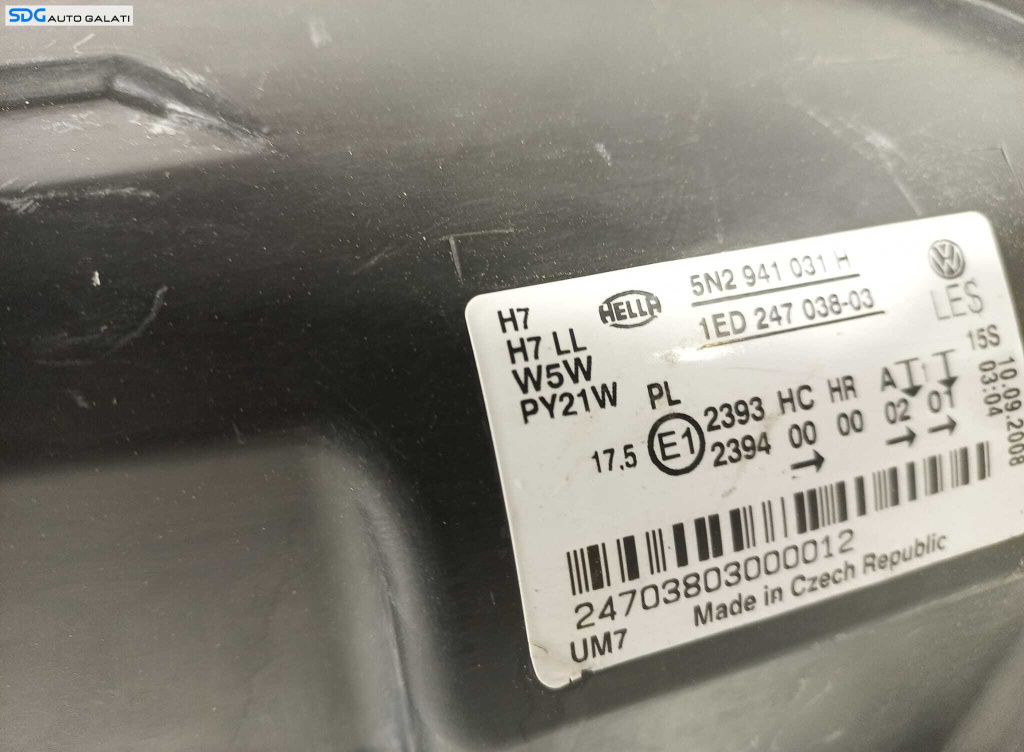 SDG AUTO GALATI
H7
H7 LL
W5W
PY21W
HELLA
5N2 941 031 H
1ED 247 038-03
LES
15S
10.09.2008
03:04
PL
17,5 E1 2393 HC HR A
2394 00 00 02 01
24703803000012
Made in Czech Republic
UM7